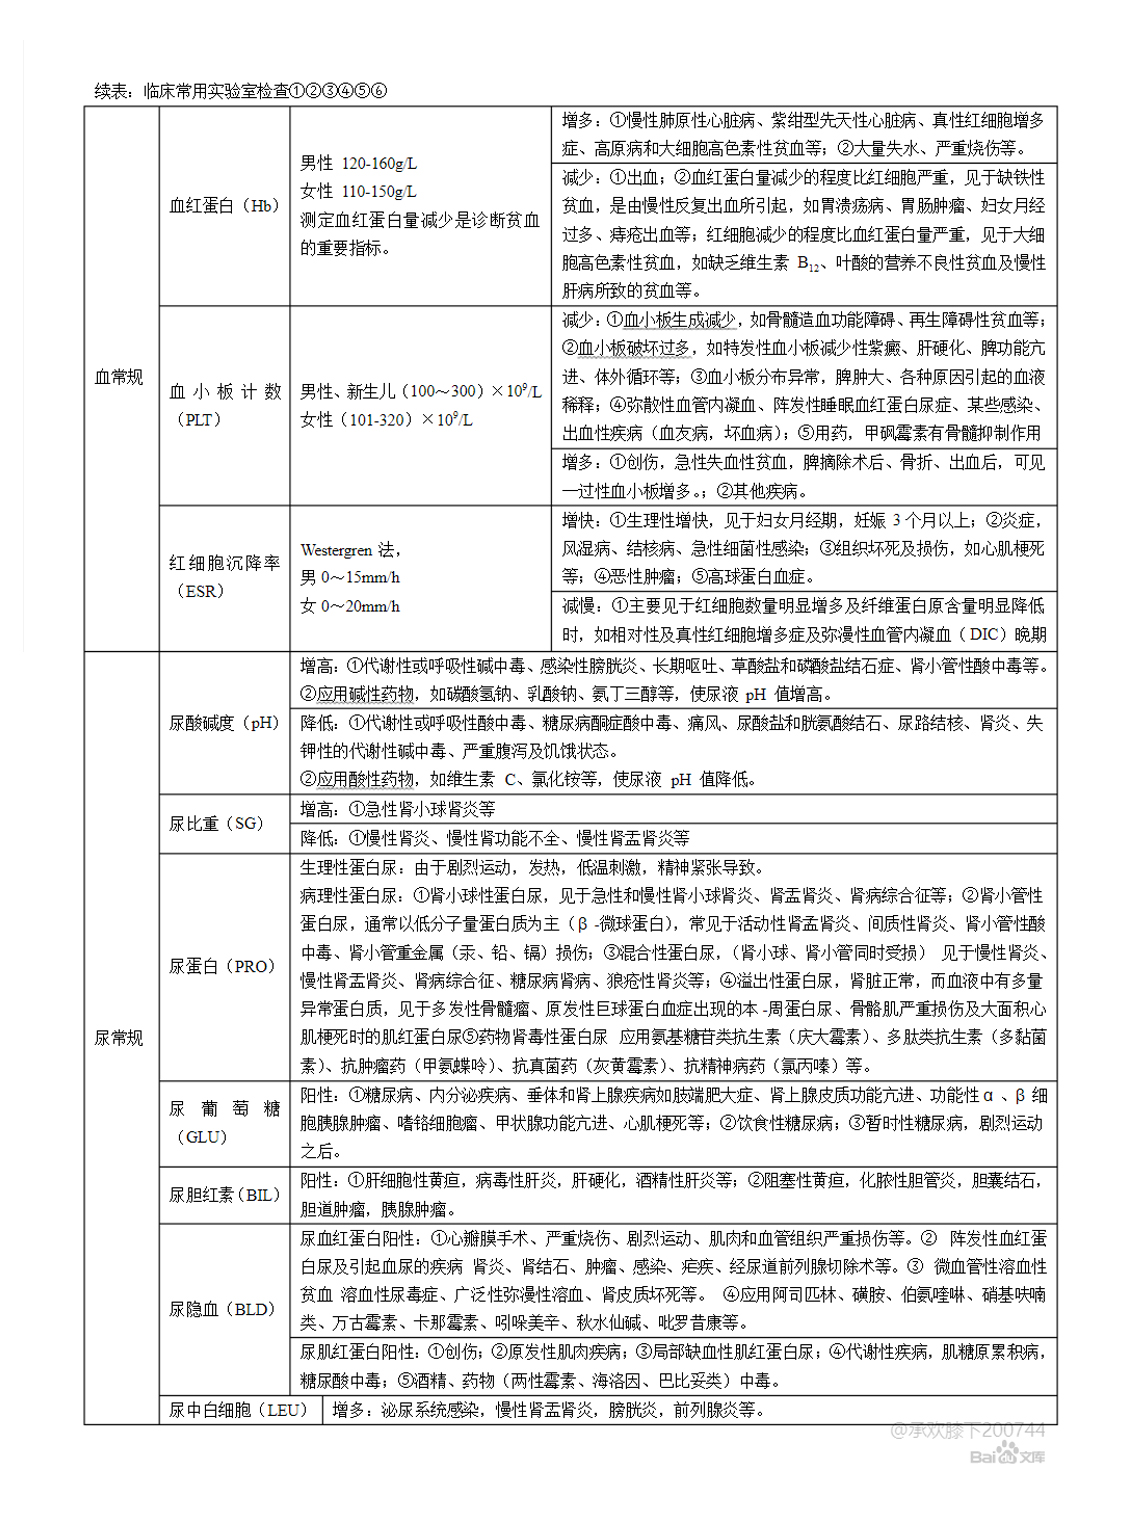 续表：临床常用实验室检查①②③④⑤⑥
血常规
血红蛋白（Hb）
男性 120-160g/L
女性 110-150g/L
测定血红蛋白量减少是诊断贫血
的重要指标。
增多：①慢性肺原性心脏病、紫绀型先天性心脏病、真性红细胞增多
症、高原病和大细胞高色素性贫血等；②大量失水、严重烧伤等。
减少：①出血；②血红蛋白量减少的程度比红细胞严重，见于缺铁性
贫血，是由慢性反复出血所引起，如胃溃疡病、胃肠肿瘤、妇女月经
过多、痔疮出血等；红细胞减少的程度比血红蛋白量严重，见于大细
胞高色素性贫血，如缺乏维生素 B12、叶酸的营养不良性贫血及慢性
肝病所致的贫血等。
血小板计数
（PLT）
男性、新生儿（100～300）×10⁹/L
女性（101-320）×10⁹/L
减少：①血小板生成减少，如骨髓造血功能障碍、再生障碍性贫血等；
②血小板破坏过多，如特发性血小板减少性紫癜、肝硬化、脾功能亢
进、体外循环等；③血小板分布异常，脾肿大、各种原因引起的血液
稀释；④弥散性血管内凝血、阵发性睡眠血红蛋白尿症、某些感染、
出血性疾病（血友病，坏血病）；⑤用药，甲砜霉素有骨髓抑制作用
增多：①创伤，急性失血性贫血，脾摘除术后、骨折、出血后，可见
一过性血小板增多。；②其他疾病。
红细胞沉降率
（ESR）
Westergren 法，
男 0～15mm/h
女 0～20mm/h
增快：①生理性增快，见于妇女月经期，妊娠 3 个月以上；②炎症，
风湿病、结核病、急性细菌性感染；③组织坏死及损伤，如心肌梗死
等；④恶性肿瘤；⑤高球蛋白血症。
减慢：①主要见于红细胞数量明显增多及纤维蛋白原含量明显降低
时，如相对性及真性红细胞增多症及弥漫性血管内凝血（DIC）晚期
尿常规
尿酸碱度（pH）
增高：①代谢性或呼吸性碱中毒、感染性膀胱炎、长期呕吐、草酸盐和磷酸盐结石症、肾小管性酸中毒等。
②应用碱性药物，如碳酸氢钠、乳酸钠、氨丁三醇等，使尿液 pH 值增高。
降低：①代谢性或呼吸性酸中毒、糖尿病酮症酸中毒、痛风、尿酸盐和胱氨酸结石、尿路结核、肾炎、失
钾性的代谢性碱中毒、严重腹泻及饥饿状态。
②应用酸性药物，如维生素 C、氯化铵等，使尿液 pH 值降低。
尿比重（SG）
增高：①急性肾小球肾炎等
降低：①慢性肾炎、慢性肾功能不全、慢性肾盂肾炎等
尿蛋白（PRO）
生理性蛋白尿：由于剧烈运动，发热，低温刺激，精神紧张导致。
病理性蛋白尿：①肾小球性蛋白尿，见于急性和慢性肾小球肾炎、肾盂肾炎、肾病综合征等；②肾小管性
蛋白尿，通常以低分子量蛋白质为主（β -微球蛋白），常见于活动性肾盂肾炎、间质性肾炎、肾小管性酸
中毒、肾小管重金属（汞、铅、镉）损伤；③混合性蛋白尿，（肾小球、肾小管同时受损） 见于慢性肾炎、
慢性肾盂肾炎、肾病综合征、糖尿病肾病、狼疮性肾炎等；④溢出性蛋白尿，肾脏正常，而血液中有多量
异常蛋白质，见于多发性骨髓瘤、原发性巨球蛋白血症出现的本-周蛋白尿、骨骼肌严重损伤及大面积心
肌梗死时的肌红蛋白尿⑤药物肾毒性蛋白尿 应用氨基糖苷类抗生素（庆大霉素）、多肽类抗生素（多黏菌
素）、抗肿瘤药（甲氨蝶呤）、抗真菌药（灰黄霉素）、抗精神病药（氯丙嗪）等。
尿葡萄糖
（GLU）
阳性：①糖尿病、内分泌疾病、垂体和肾上腺疾病如肢端肥大症、肾上腺皮质功能亢进、功能性α 、β 细
胞胰腺肿瘤、嗜铬细胞瘤、甲状腺功能亢进、心肌梗死等；②饮食性糖尿病；③暂时性糖尿病，剧烈运动
之后。
尿胆红素（BIL）
阳性：①肝细胞性黄疸，病毒性肝炎，肝硬化，酒精性肝炎等；②阻塞性黄疸，化脓性胆管炎，胆囊结石，
胆道肿瘤，胰腺肿瘤。
尿隐血（BLD）
尿血红蛋白阳性：①心瓣膜手术、严重烧伤、剧烈运动、肌肉和血管组织严重损伤等。② 阵发性血红蛋
白尿及引起血尿的疾病 肾炎、肾结石、肿瘤、感染、疟疾、经尿道前列腺切除术等。③ 微血管性溶血性
贫血 溶血性尿毒症、广泛性弥漫性溶血、肾皮质坏死等。 ④应用阿司匹林、磺胺、伯氨喹啉、硝基呋喃
类、万古霉素、卡那霉素、吲哚美辛、秋水仙碱、吡罗昔康等。
尿肌红蛋白阳性：①创伤；②原发性肌肉疾病；③局部缺血性肌红蛋白尿；④代谢性疾病，肌糖原累积病，
糖尿酸中毒；⑤酒精、药物（两性霉素、海洛因、巴比妥类）中毒。
尿中白细胞（LEU）
增多：泌尿系统感染，慢性肾盂肾炎，膀胱炎，前列腺炎等。
@承欢膝下200744
Bai du 文库